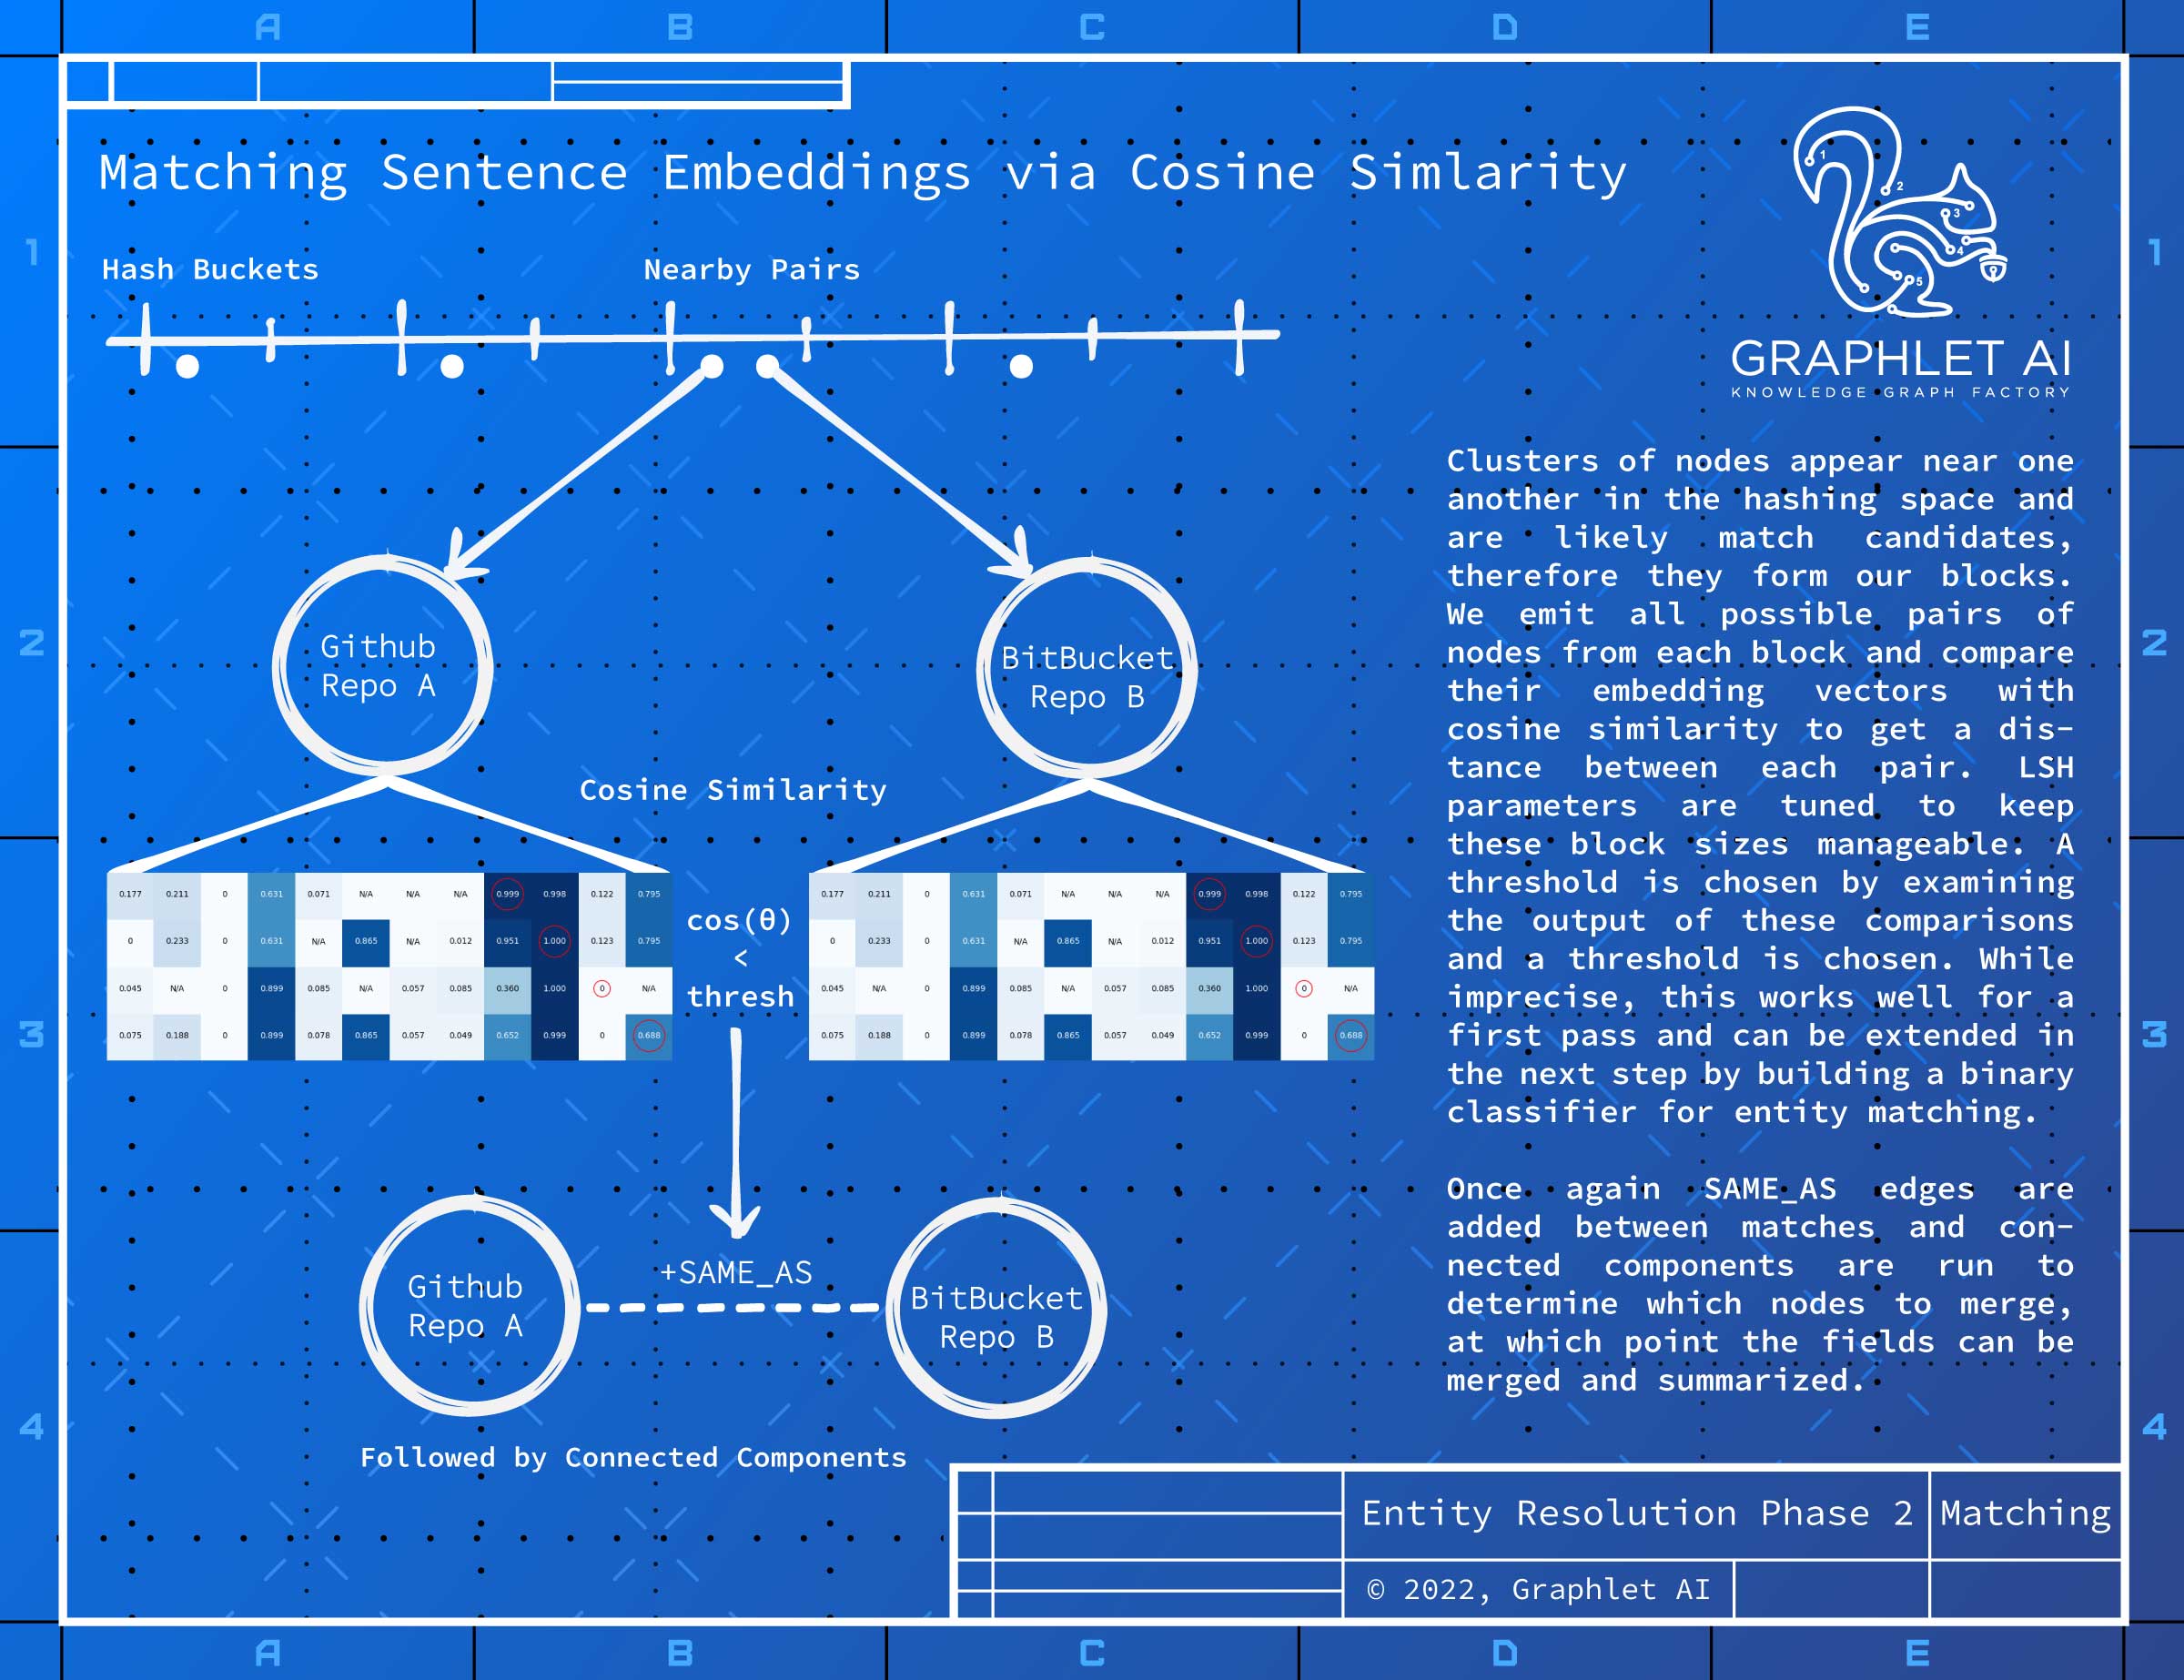 A B C D E
Matching Sentence Embeddings via Cosine Simlarity
1 2 3 4 5
1 1
Hash Buckets
Nearby Pairs
GRAPHLET AI
KNOWLEDGE GRAPH FACTORY
Github
Repo A
BitBucket
Repo B
2 2
Cosine Similarity
0.177 0.211 0 0.631 0.071 N/A N/A N/A 0.999 0.998 0.122 0.795
0 0.233 0 0.631 N/A 0.865 N/A 0.012 0.951 1.000 0.123 0.795
0.045 N/A 0 0.899 0.085 N/A 0.057 0.085 0.360 1.000 0 N/A
0.075 0.188 0 0.899 0.078 0.865 0.057 0.049 0.652 0.999 0 0.688
cos(θ)
<
thresh
0.177 0.211 0 0.631 0.071 N/A N/A N/A 0.999 0.998 0.122 0.795
0 0.233 0 0.631 N/A 0.865 N/A 0.012 0.951 1.000 0.123 0.795
0.045 N/A 0 0.899 0.085 N/A 0.057 0.085 0.360 1.000 0 N/A
0.075 0.188 0 0.899 0.078 0.865 0.057 0.049 0.652 0.999 0 0.688
3 3
+SAME_AS
Github
Repo A
BitBucket
Repo B
4 4
Followed by Connected Components
Clusters of nodes appear near one
another in the hashing space and
are likely match candidates,
therefore they form our blocks.
We emit all possible pairs of
nodes from each block and compare
their embedding vectors with
cosine similarity to get a dis-
tance between each pair. LSH
parameters are tuned to keep
these block sizes manageable. A
threshold is chosen by examining
the output of these comparisons
and a threshold is chosen. While
imprecise, this works well for a
first pass and can be extended in
the next step by building a binary
classifier for entity matching.
Once again SAME_AS edges are
added between matches and con-
nected components are run to
determine which nodes to merge,
at which point the fields can be
merged and summarized.
Entity Resolution Phase 2 Matching
© 2022, Graphlet AI
A B C D E